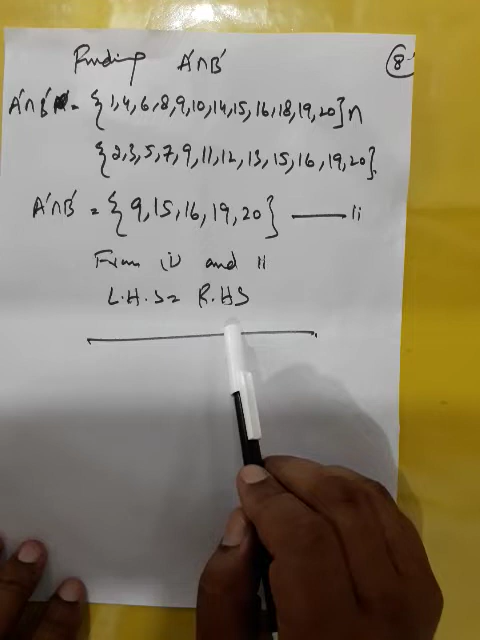 Finding A'∩B'
8
A'∩B' = {1,4,6,8,9,10,14,15,16,18,19,20}∩
{2,3,5,7,9,11,12,13,15,16,19,20}.
A'∩B' = {9,15,16,19,20} — ii
From (i) and ii
L.H.S = R.HS